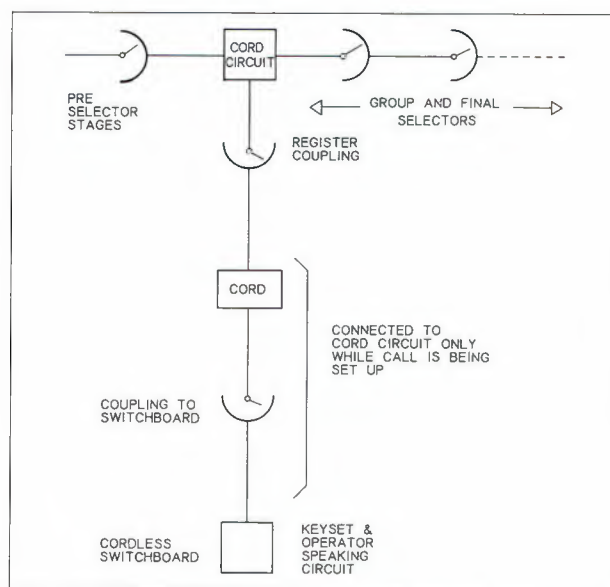 CORD
CIRCUIT
PRE
SELECTOR
STAGES
GROUP AND FINAL
SELECTORS
REGISTER
COUPLING
CORD
CONNECTED TO
CORD CIRCUIT ONLY
WHILE CALL IS BEING
SET UP
COUPLING TO
SWITCHBOARD
CORDLESS
SWITCHBOARD
KEYSET &
OPERATOR
SPEAKING
CIRCUIT